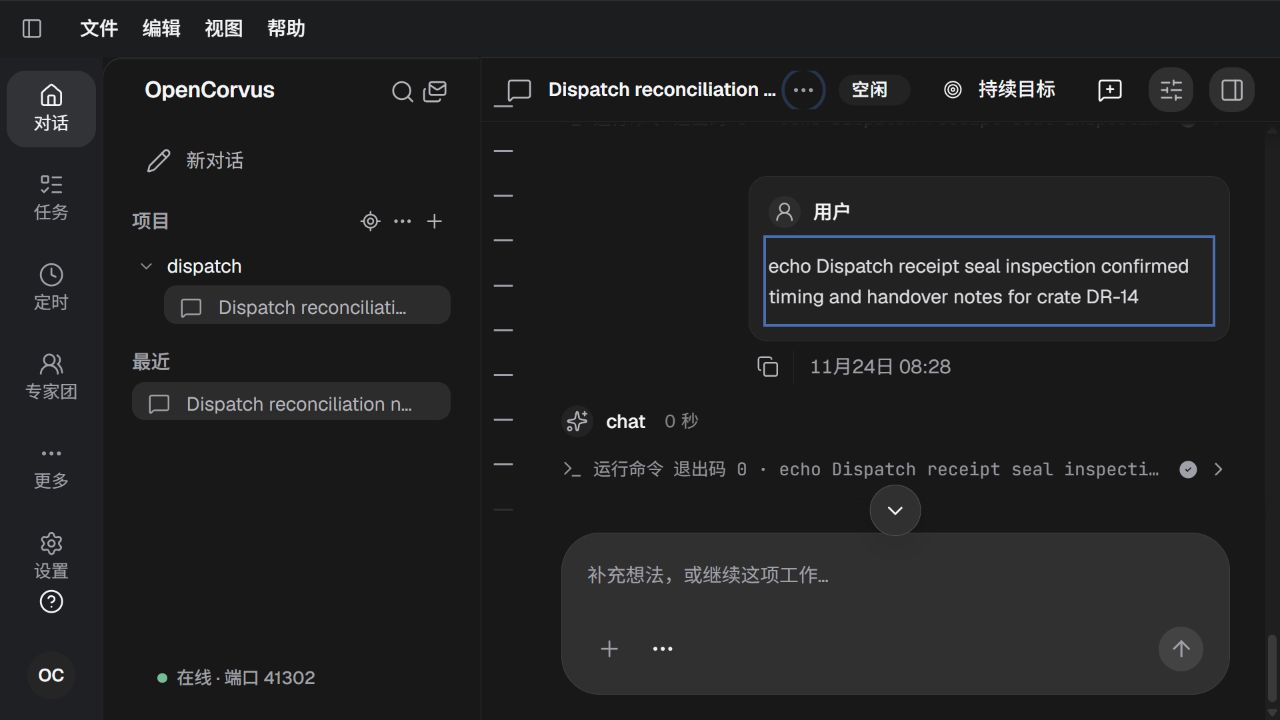 文件 编辑 视图 帮助
对话
任务
定时
专家团
更多
设置
OC
OpenCorvus
新对话
项目
dispatch
Dispatch reconciliati...
最近
Dispatch reconciliation n...
在线 · 端口 41302
Dispatch reconciliation ... 空闲 持续目标
用户
echo Dispatch receipt seal inspection confirmed
timing and handover notes for crate DR-14
11月24日 08:28
chat 0 秒
运行命令 退出码 0 · echo Dispatch receipt seal inspecti...
补充想法，或继续这项工作...